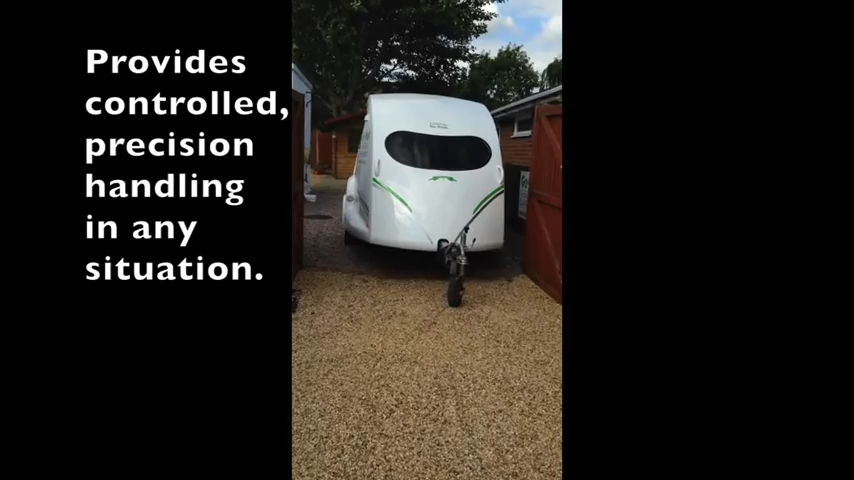 Provides
controlled,
precision
handling
in any
situation.